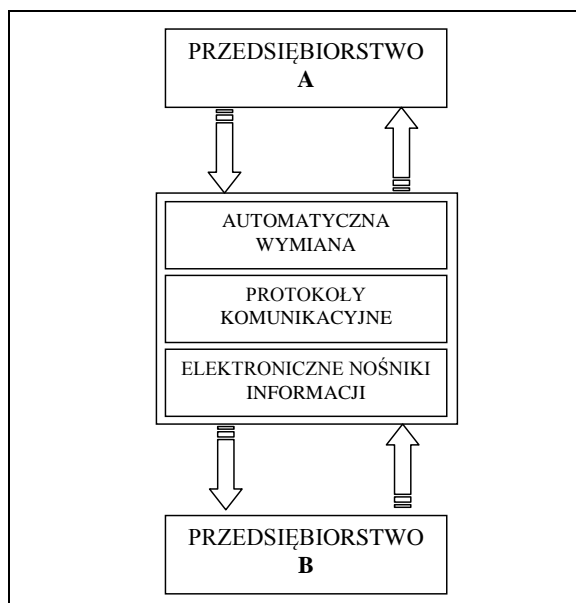 PRZEDSIĘBIORSTWO
A
AUTOMATYCZNA
WYMIANA
PROTOKOŁY
KOMUNIKACYJNE
ELEKTRONICZNE NOŚNIKI
INFORMACJI
PRZEDSIĘBIORSTWO
B